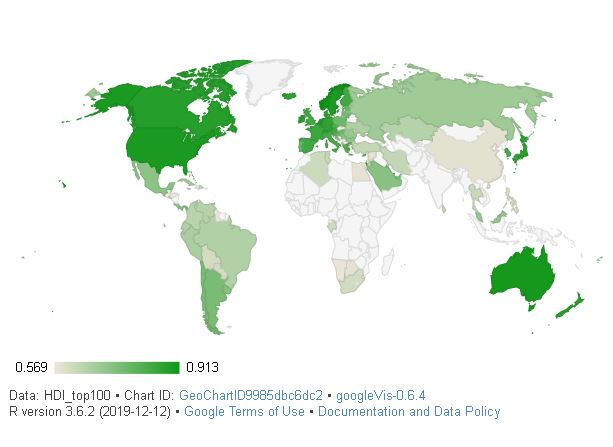 0.569 0.913
Data: HDI_top100 • Chart ID: GeoChartID9985dbc6dc2 • googleVis-0.6.4
R version 3.6.2 (2019-12-12) • Google Terms of Use • Documentation and Data Policy